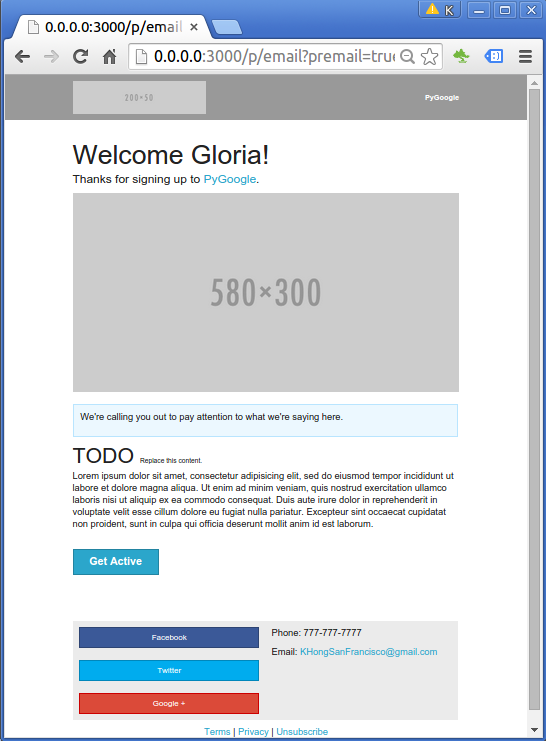 K
0.0.0.0:3000/p/email
0.0.0.0:3000/p/email?premail=true
200×50
PyGoogle
Welcome Gloria!
Thanks for signing up to PyGoogle.
580×300
We're calling you out to pay attention to what we're saying here.
TODO Replace this content.
Lorem ipsum dolor sit amet, consectetur adipisicing elit, sed do eiusmod tempor incididunt ut
labore et dolore magna aliqua. Ut enim ad minim veniam, quis nostrud exercitation ullamco
laboris nisi ut aliquip ex ea commodo consequat. Duis aute irure dolor in reprehenderit in
voluptate velit esse cillum dolore eu fugiat nulla pariatur. Excepteur sint occaecat cupidatat
non proident, sunt in culpa qui officia deserunt mollit anim id est laborum.
Get Active
Facebook
Twitter
Google +
Phone: 777-777-7777
Email: KHongSanFrancisco@gmail.com
Terms | Privacy | Unsubscribe